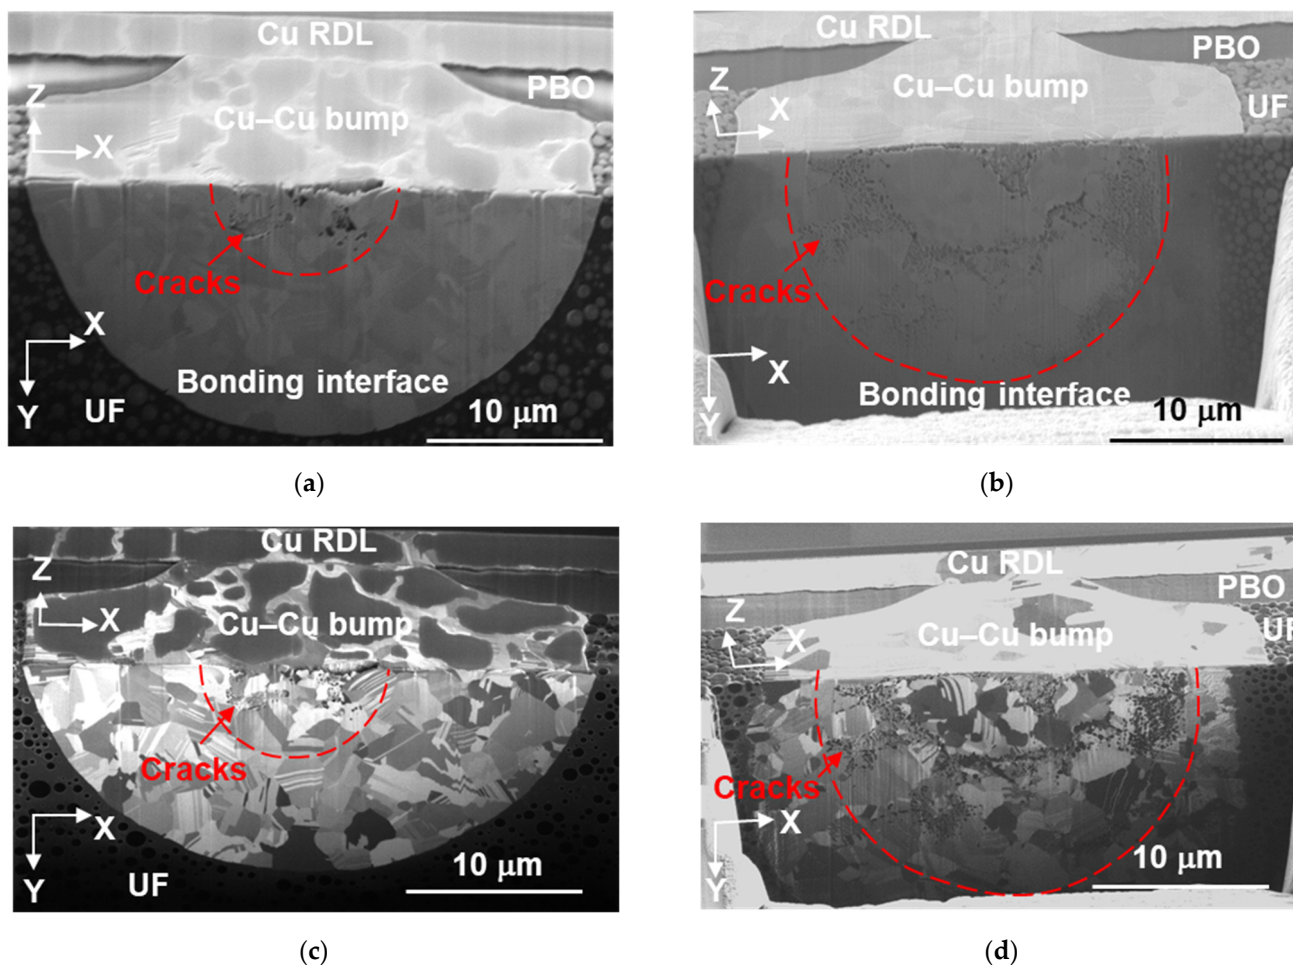 Cu RDL
PBO
Z
X
Cu–Cu bump
Cracks
X
Y
Bonding interface
UF
10 μm
(a)
Cu RDL
PBO
Z
X
Cu–Cu bump
UF
Cracks
X
Y
Bonding interface
10 μm
(b)
Cu RDL
Z
X
Cu–Cu bump
Cracks
X
Y
UF
10 μm
(c)
Cu RDL
PBO
Z
X
Cu–Cu bump
UF
Cracks
X
Y
10 μm
(d)